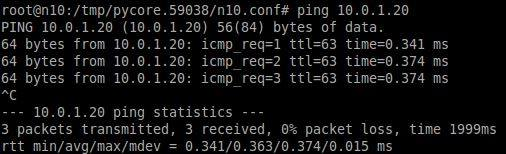 root@n10:/tmp/pycore.59038/n10.conf# ping 10.0.1.20
PING 10.0.1.20 (10.0.1.20) 56(84) bytes of data.
64 bytes from 10.0.1.20: icmp_req=1 ttl=63 time=0.341 ms
64 bytes from 10.0.1.20: icmp_req=2 ttl=63 time=0.374 ms
64 bytes from 10.0.1.20: icmp_req=3 ttl=63 time=0.374 ms
^C
--- 10.0.1.20 ping statistics ---
3 packets transmitted, 3 received, 0% packet loss, time 1999ms
rtt min/avg/max/mdev = 0.341/0.363/0.374/0.015 ms